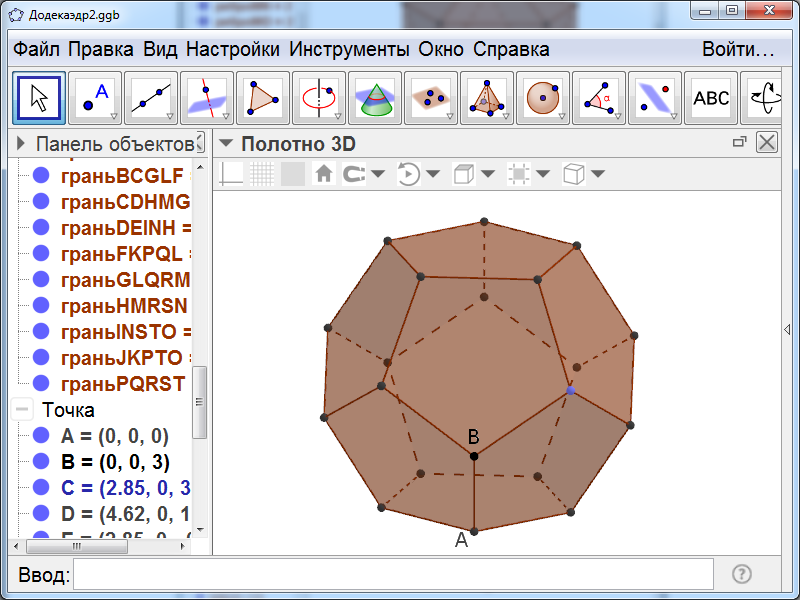 Додекаэдр2.ggb
Файл Правка Вид Настройки Инструменты Окно Справка Войти...
A
α
ABC
Панель объектов
Полотно 3D
граньBCGLF
граньCDHMG
граньDEINH =
граньFKPQL =
граньGLQRM
граньHMRSN
граньINSTO =
граньJKPTO =
граньPQRST
Точка
A = (0, 0, 0)
B = (0, 0, 3)
C = (2.85, 0, 3
D = (4.62, 0, 1
B
A
Ввод: